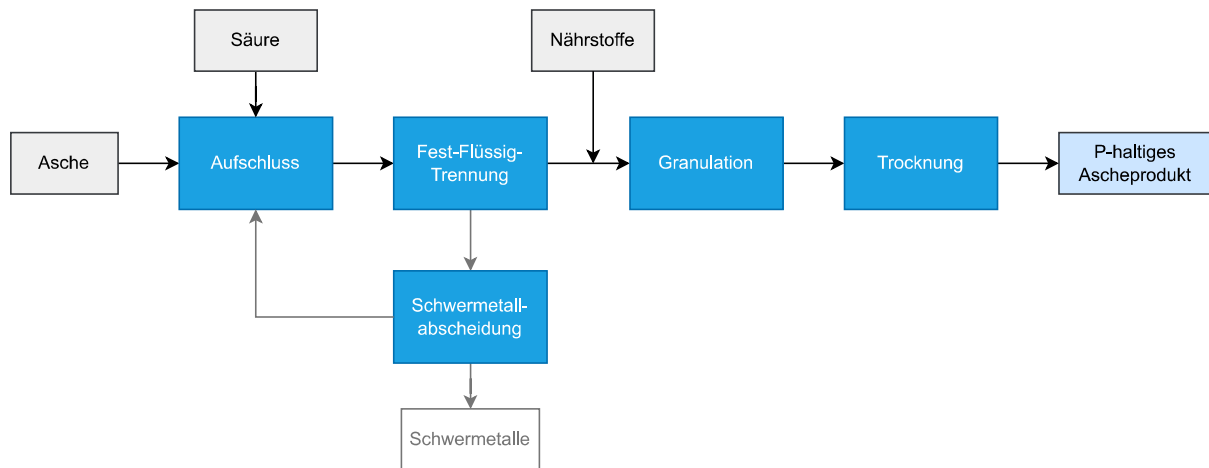 Säure
Nährstoffe
Asche
Aufschluss
Fest-Flüssig-
Trennung
Granulation
Trocknung
P-haltiges
Ascheprodukt
Schwermetall-
abscheidung
Schwermetalle